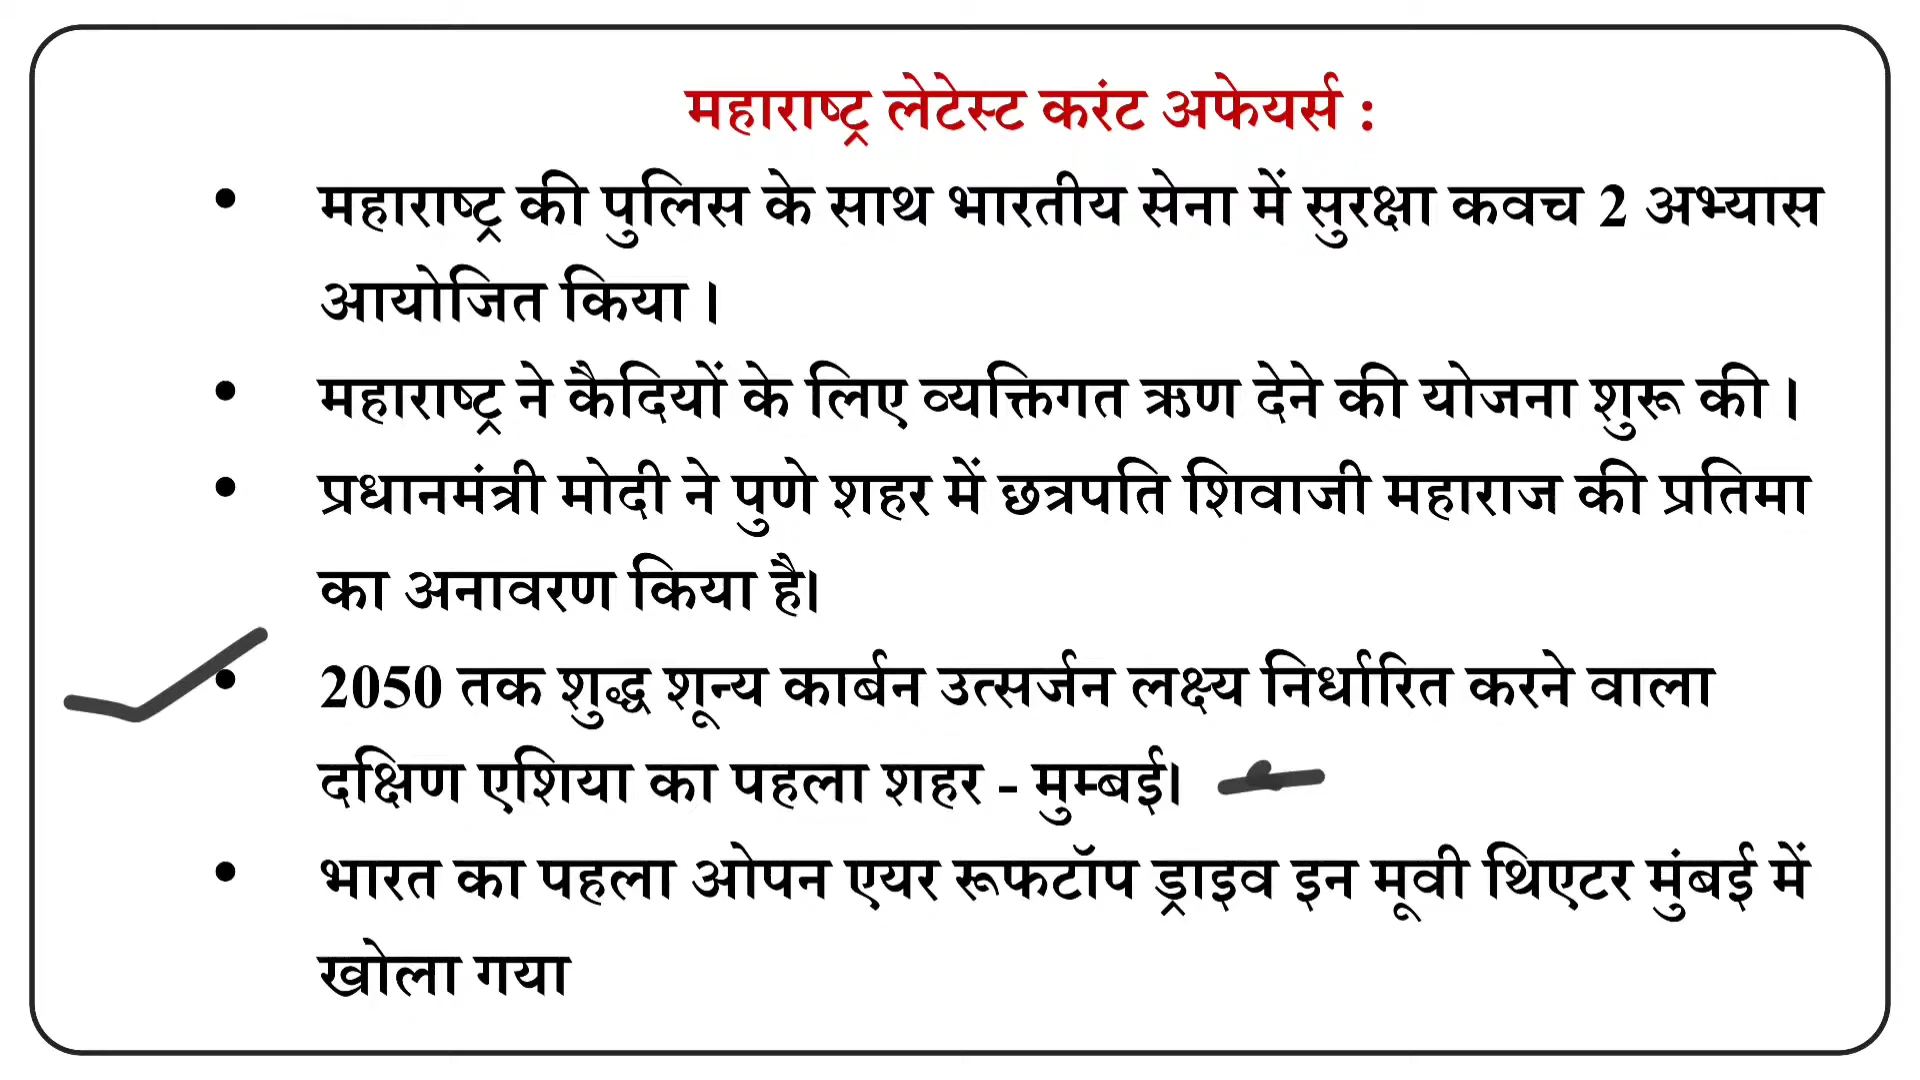 महाराष्ट्र लेटेस्ट करंट अफेयर्स :
• महाराष्ट्र की पुलिस के साथ भारतीय सेना में सुरक्षा कवच 2 अभ्यास
आयोजित किया ।
• महाराष्ट्र ने कैदियों के लिए व्यक्तिगत ऋण देने की योजना शुरू की ।
• प्रधानमंत्री मोदी ने पुणे शहर में छत्रपति शिवाजी महाराज की प्रतिमा
का अनावरण किया है।
• 2050 तक शुद्ध शून्य कार्बन उत्सर्जन लक्ष्य निर्धारित करने वाला
दक्षिण एशिया का पहला शहर - मुम्बई।
• भारत का पहला ओपन एयर रूफटॉप ड्राइव इन मूवी थिएटर मुंबई में
खोला गया